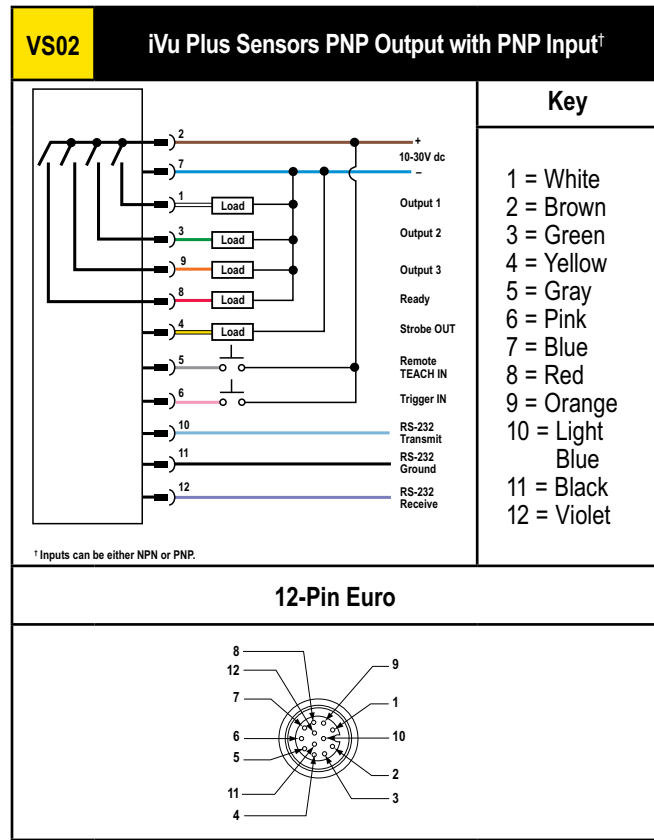 VS02
iVu Plus Sensors PNP Output with PNP Input†
2
+
10-30V dc
7
–
1
Load
Output 1
3
Load
Output 2
9
Load
Output 3
8
Load
Ready
4
Load
Strobe OUT
5
Remote
TEACH IN
6
Trigger IN
10
RS-232
Transmit
11
RS-232
Ground
12
RS-232
Receive
† Inputs can be either NPN or PNP.
Key
1 = White
2 = Brown
3 = Green
4 = Yellow
5 = Gray
6 = Pink
7 = Blue
8 = Red
9 = Orange
10 = Light
Blue
11 = Black
12 = Violet
12-Pin Euro
8
12
7
6
5
11
4
9
1
10
2
3